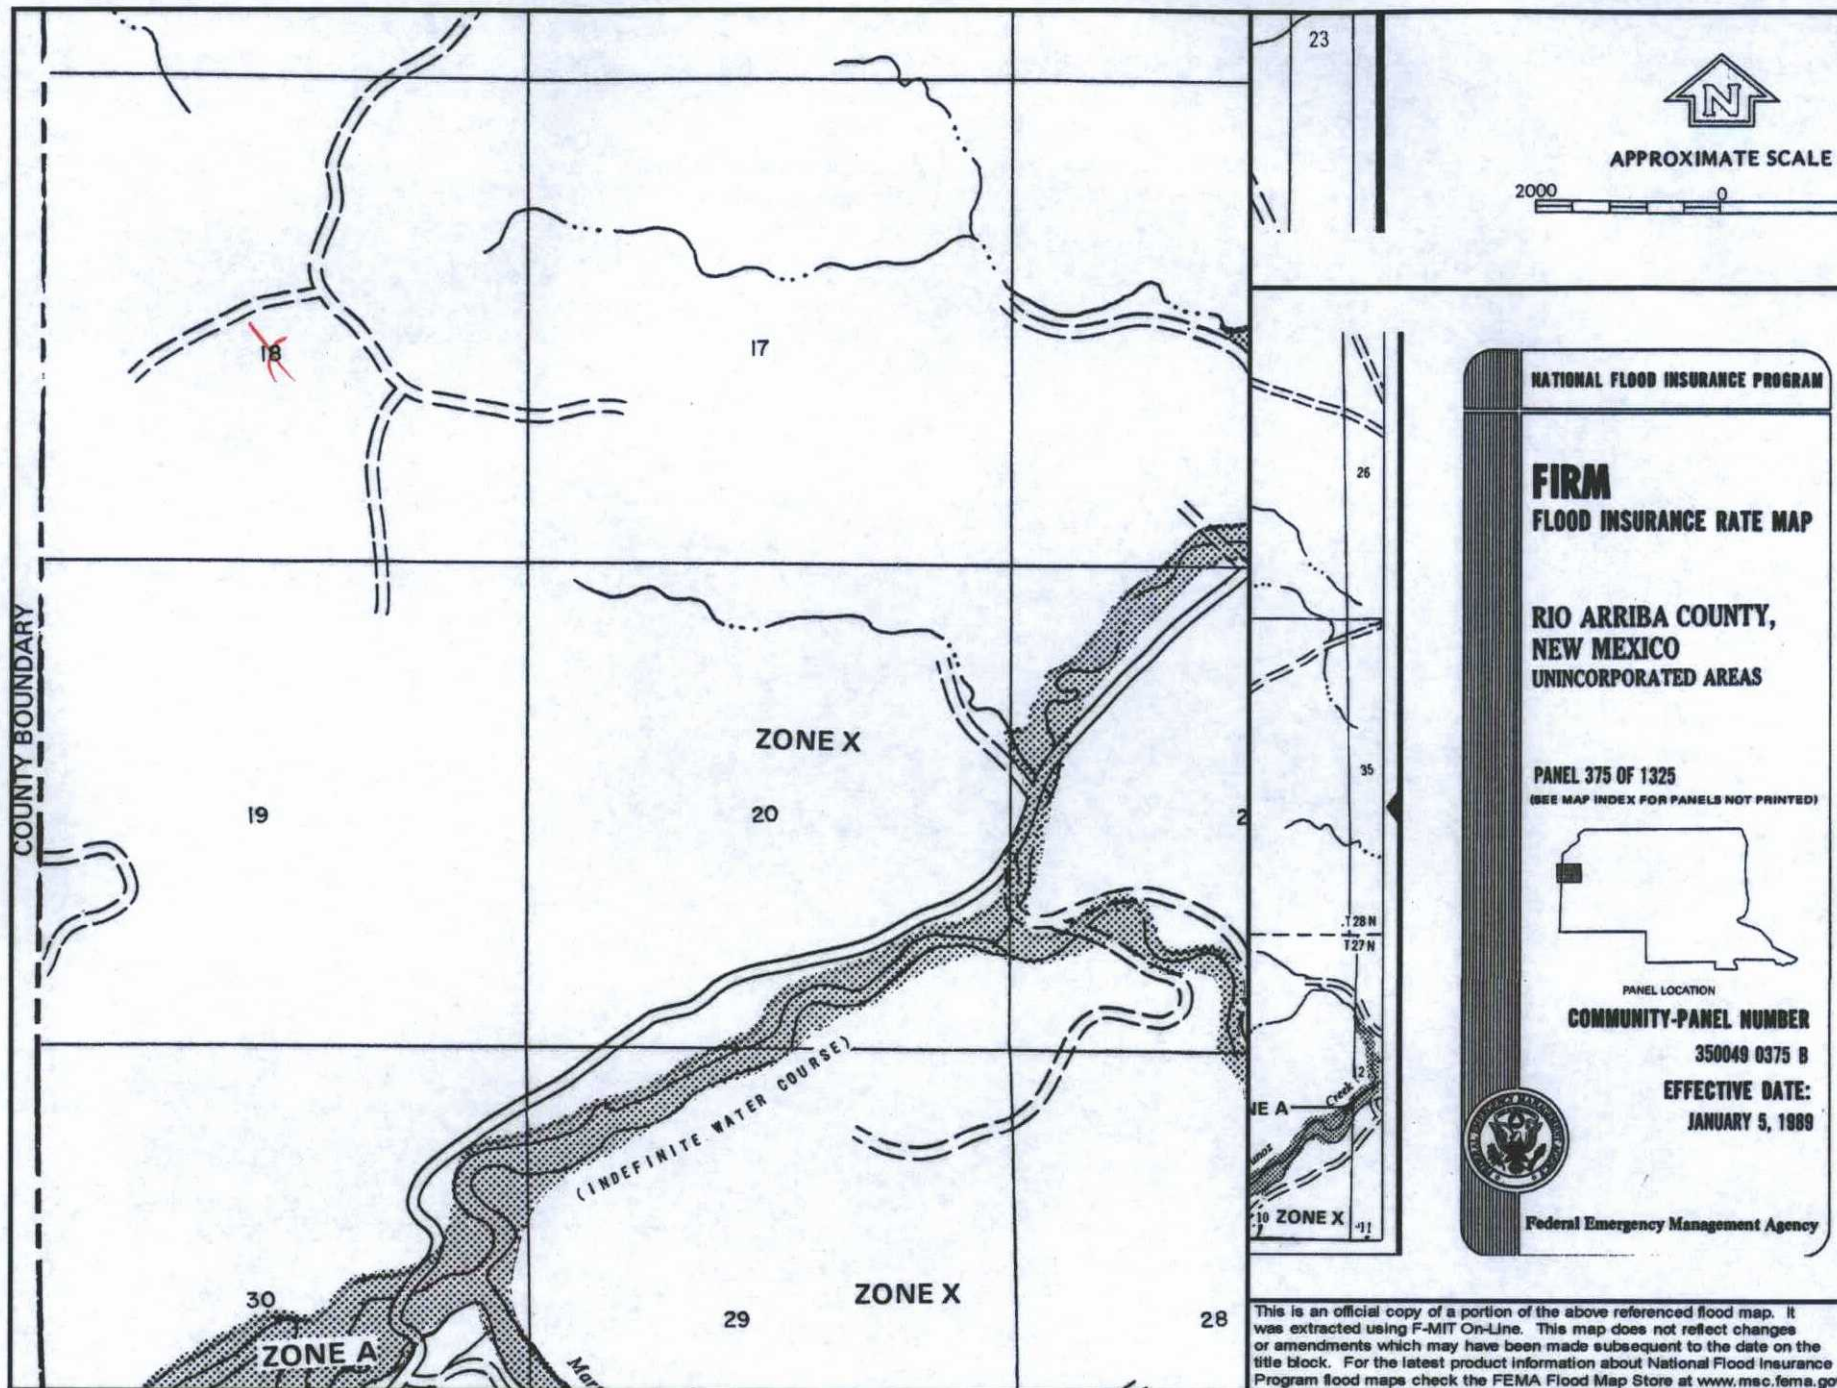 23
APPROXIMATE SCALE
2000 0
18
17
NATIONAL FLOOD INSURANCE PROGRAM
26
FIRM
FLOOD INSURANCE RATE MAP
RIO ARRIBA COUNTY,
NEW MEXICO
UNINCORPORATED AREAS
COUNTY BOUNDARY
ZONE X
19
20
2
35
PANEL 375 OF 1325
(SEE MAP INDEX FOR PANELS NOT PRINTED)
T28N
T27N
PANEL LOCATION
COMMUNITY-PANEL NUMBER
350049 0375 B
EFFECTIVE DATE:
JANUARY 5, 1989
(INDEFINITE WATER COURSE)
2
NE A
Creek
10 ZONE X 11
Federal Emergency Management Agency
30
ZONE A
ZONE X
29
28
N
This is an official copy of a portion of the above referenced flood map. It
was extracted using F-MIT On-Line. This map does not reflect changes
or amendments which may have been made subsequent to the date on the
title block. For the latest product information about National Flood Insurance
Program flood maps check the FEMA Flood Map Store at www.msc.fema.go